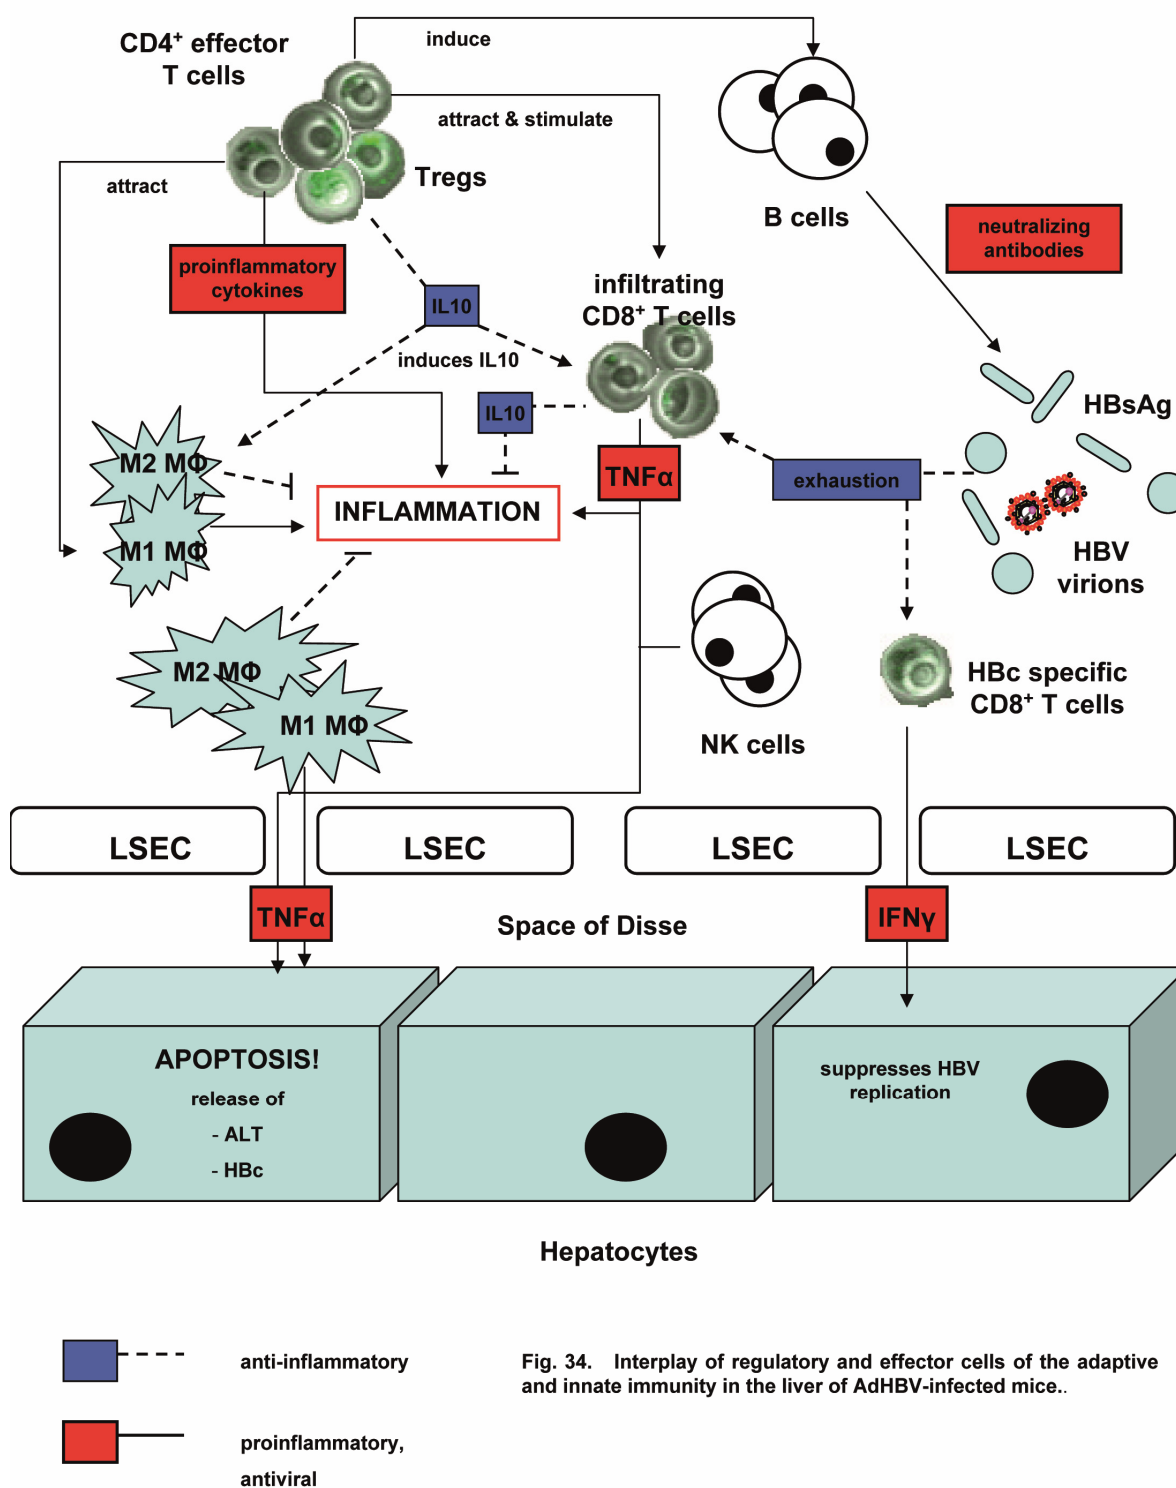 induce
CD4⁺ effector
T cells
attract & stimulate
attract
Tregs
B cells
neutralizing
antibodies
proinflammatory
cytokines
IL10
infiltrating
CD8⁺ T cells
induces IL10
IL10
HBsAg
M2 MΦ
TNFα
exhaustion
INFLAMMATION
M1 MΦ
HBV
virions
M2 MΦ
M1 MΦ
HBc specific
CD8⁺ T cells
NK cells
LSEC
LSEC
LSEC
LSEC
TNFα
Space of Disse
IFNγ
APOPTOSIS!
release of
- ALT
- HBc
suppresses HBV
replication
Hepatocytes
anti-inflammatory
proinflammatory,
antiviral
Fig. 34. Interplay of regulatory and effector cells of the adaptive
and innate immunity in the liver of AdHBV-infected mice..